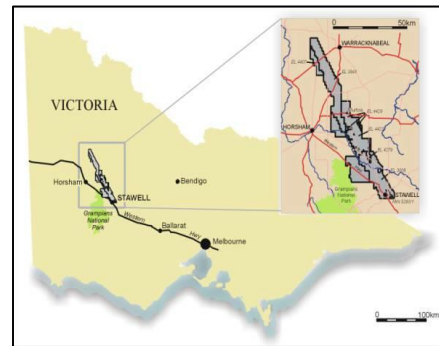 0
50km
WARRACKNABEAL
HORSHAM
STAWELL
Grampians
National
Park
VICTORIA
Horsham
STAWELL
Bendigo
Grampians
National
Park
Western
Hwy
Ballarat
Melbourne
0
100km